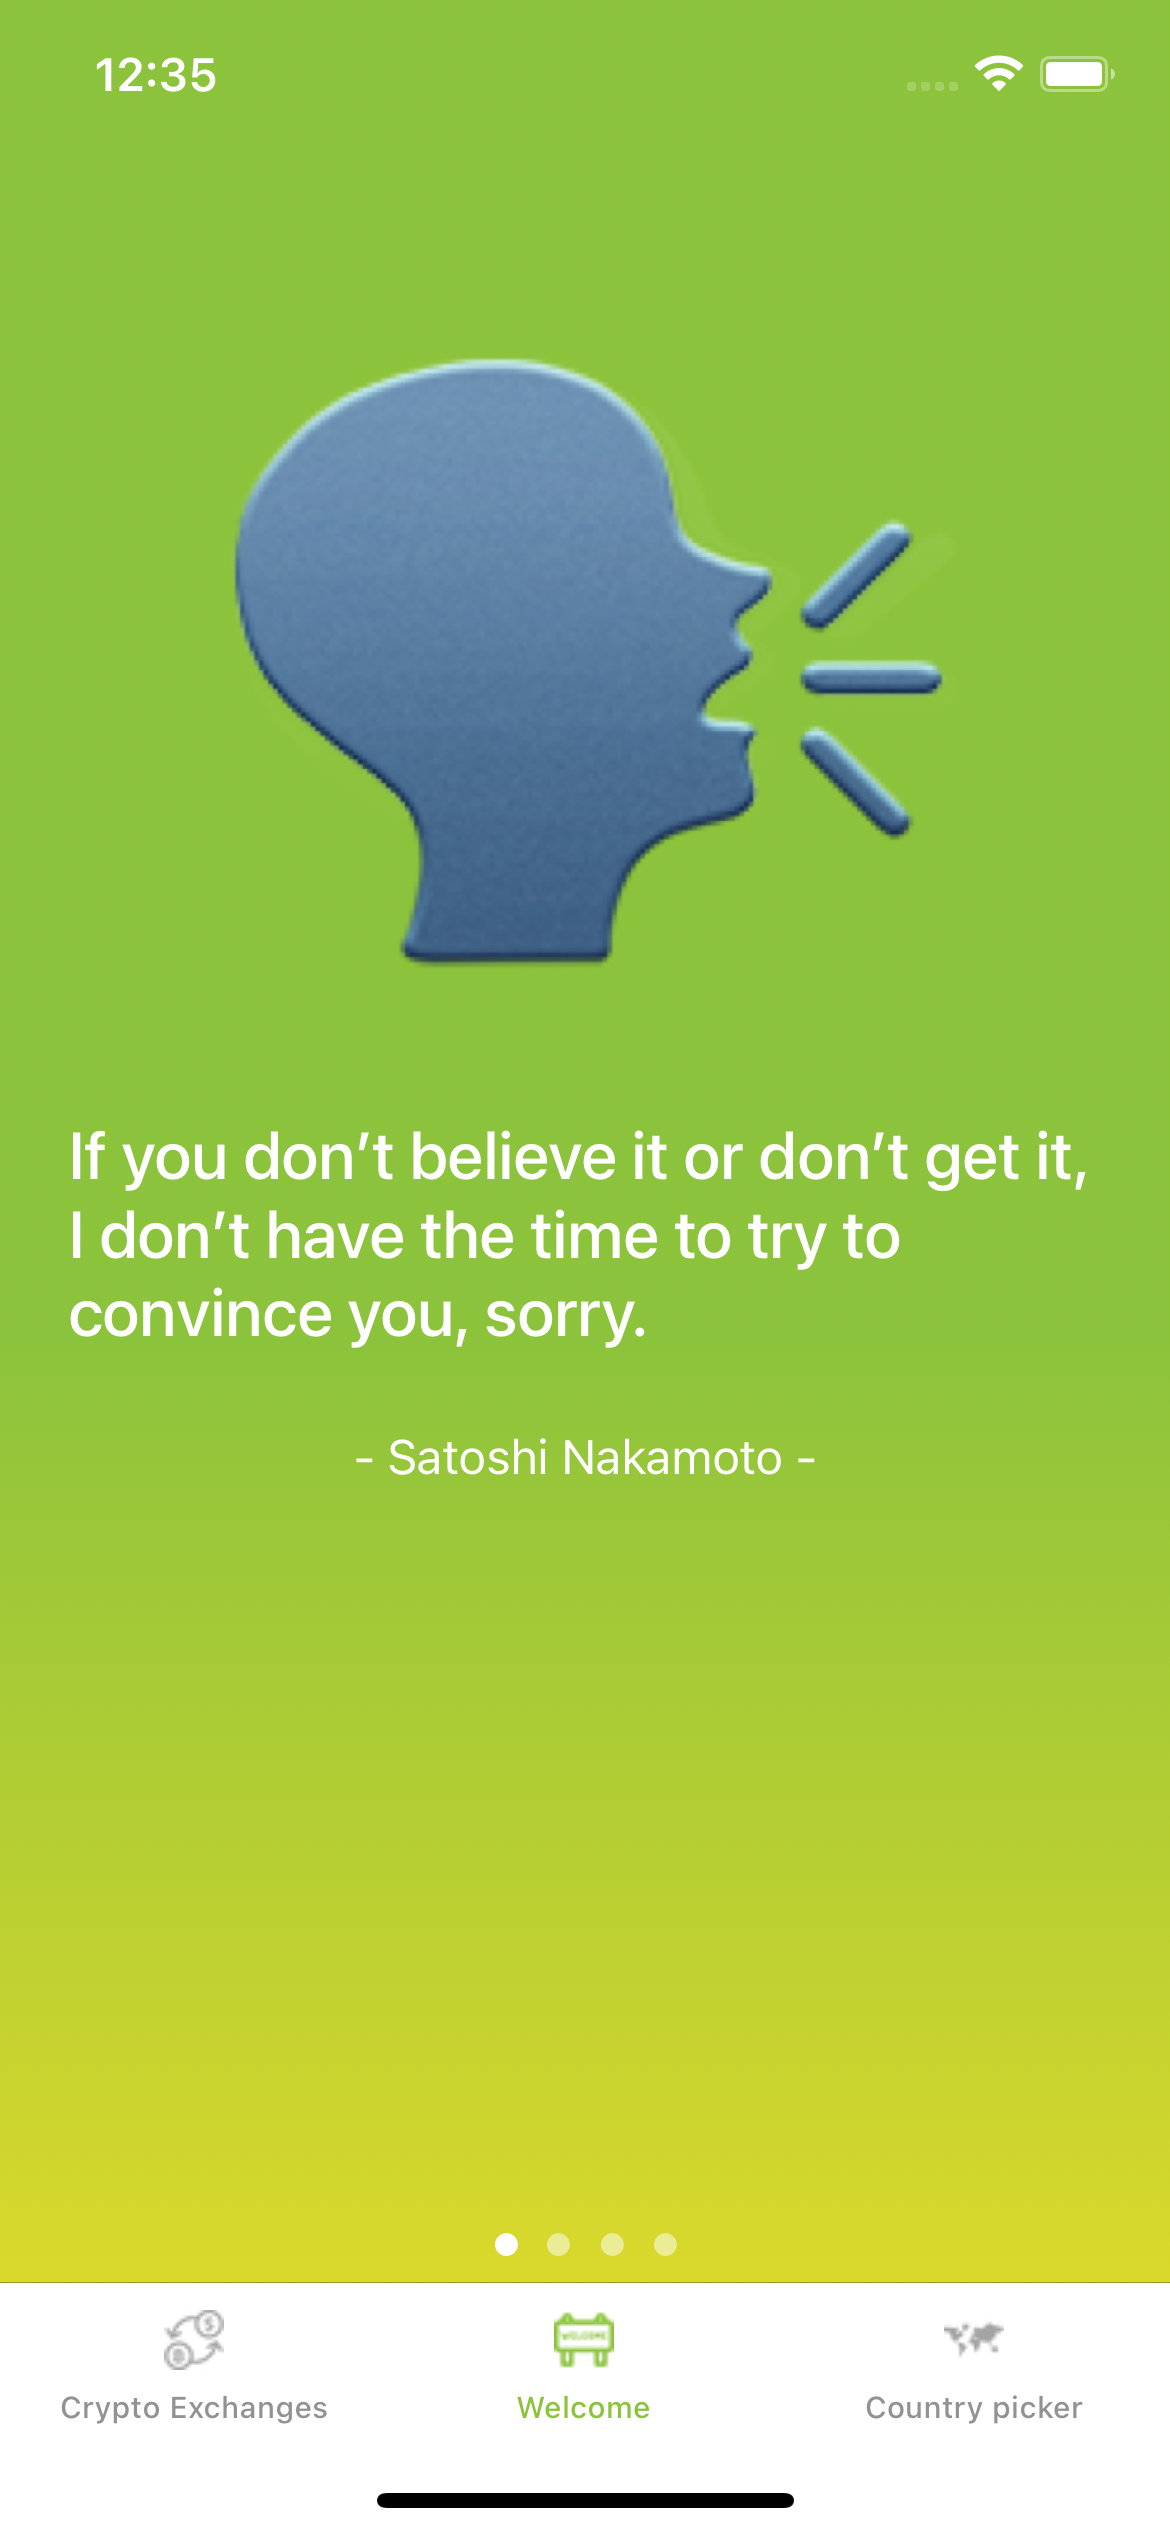 12:35
If you don’t believe it or don’t get it,
I don’t have the time to try to
convince you, sorry.
- Satoshi Nakamoto -
WELCOME
Crypto Exchanges
Welcome
Country picker